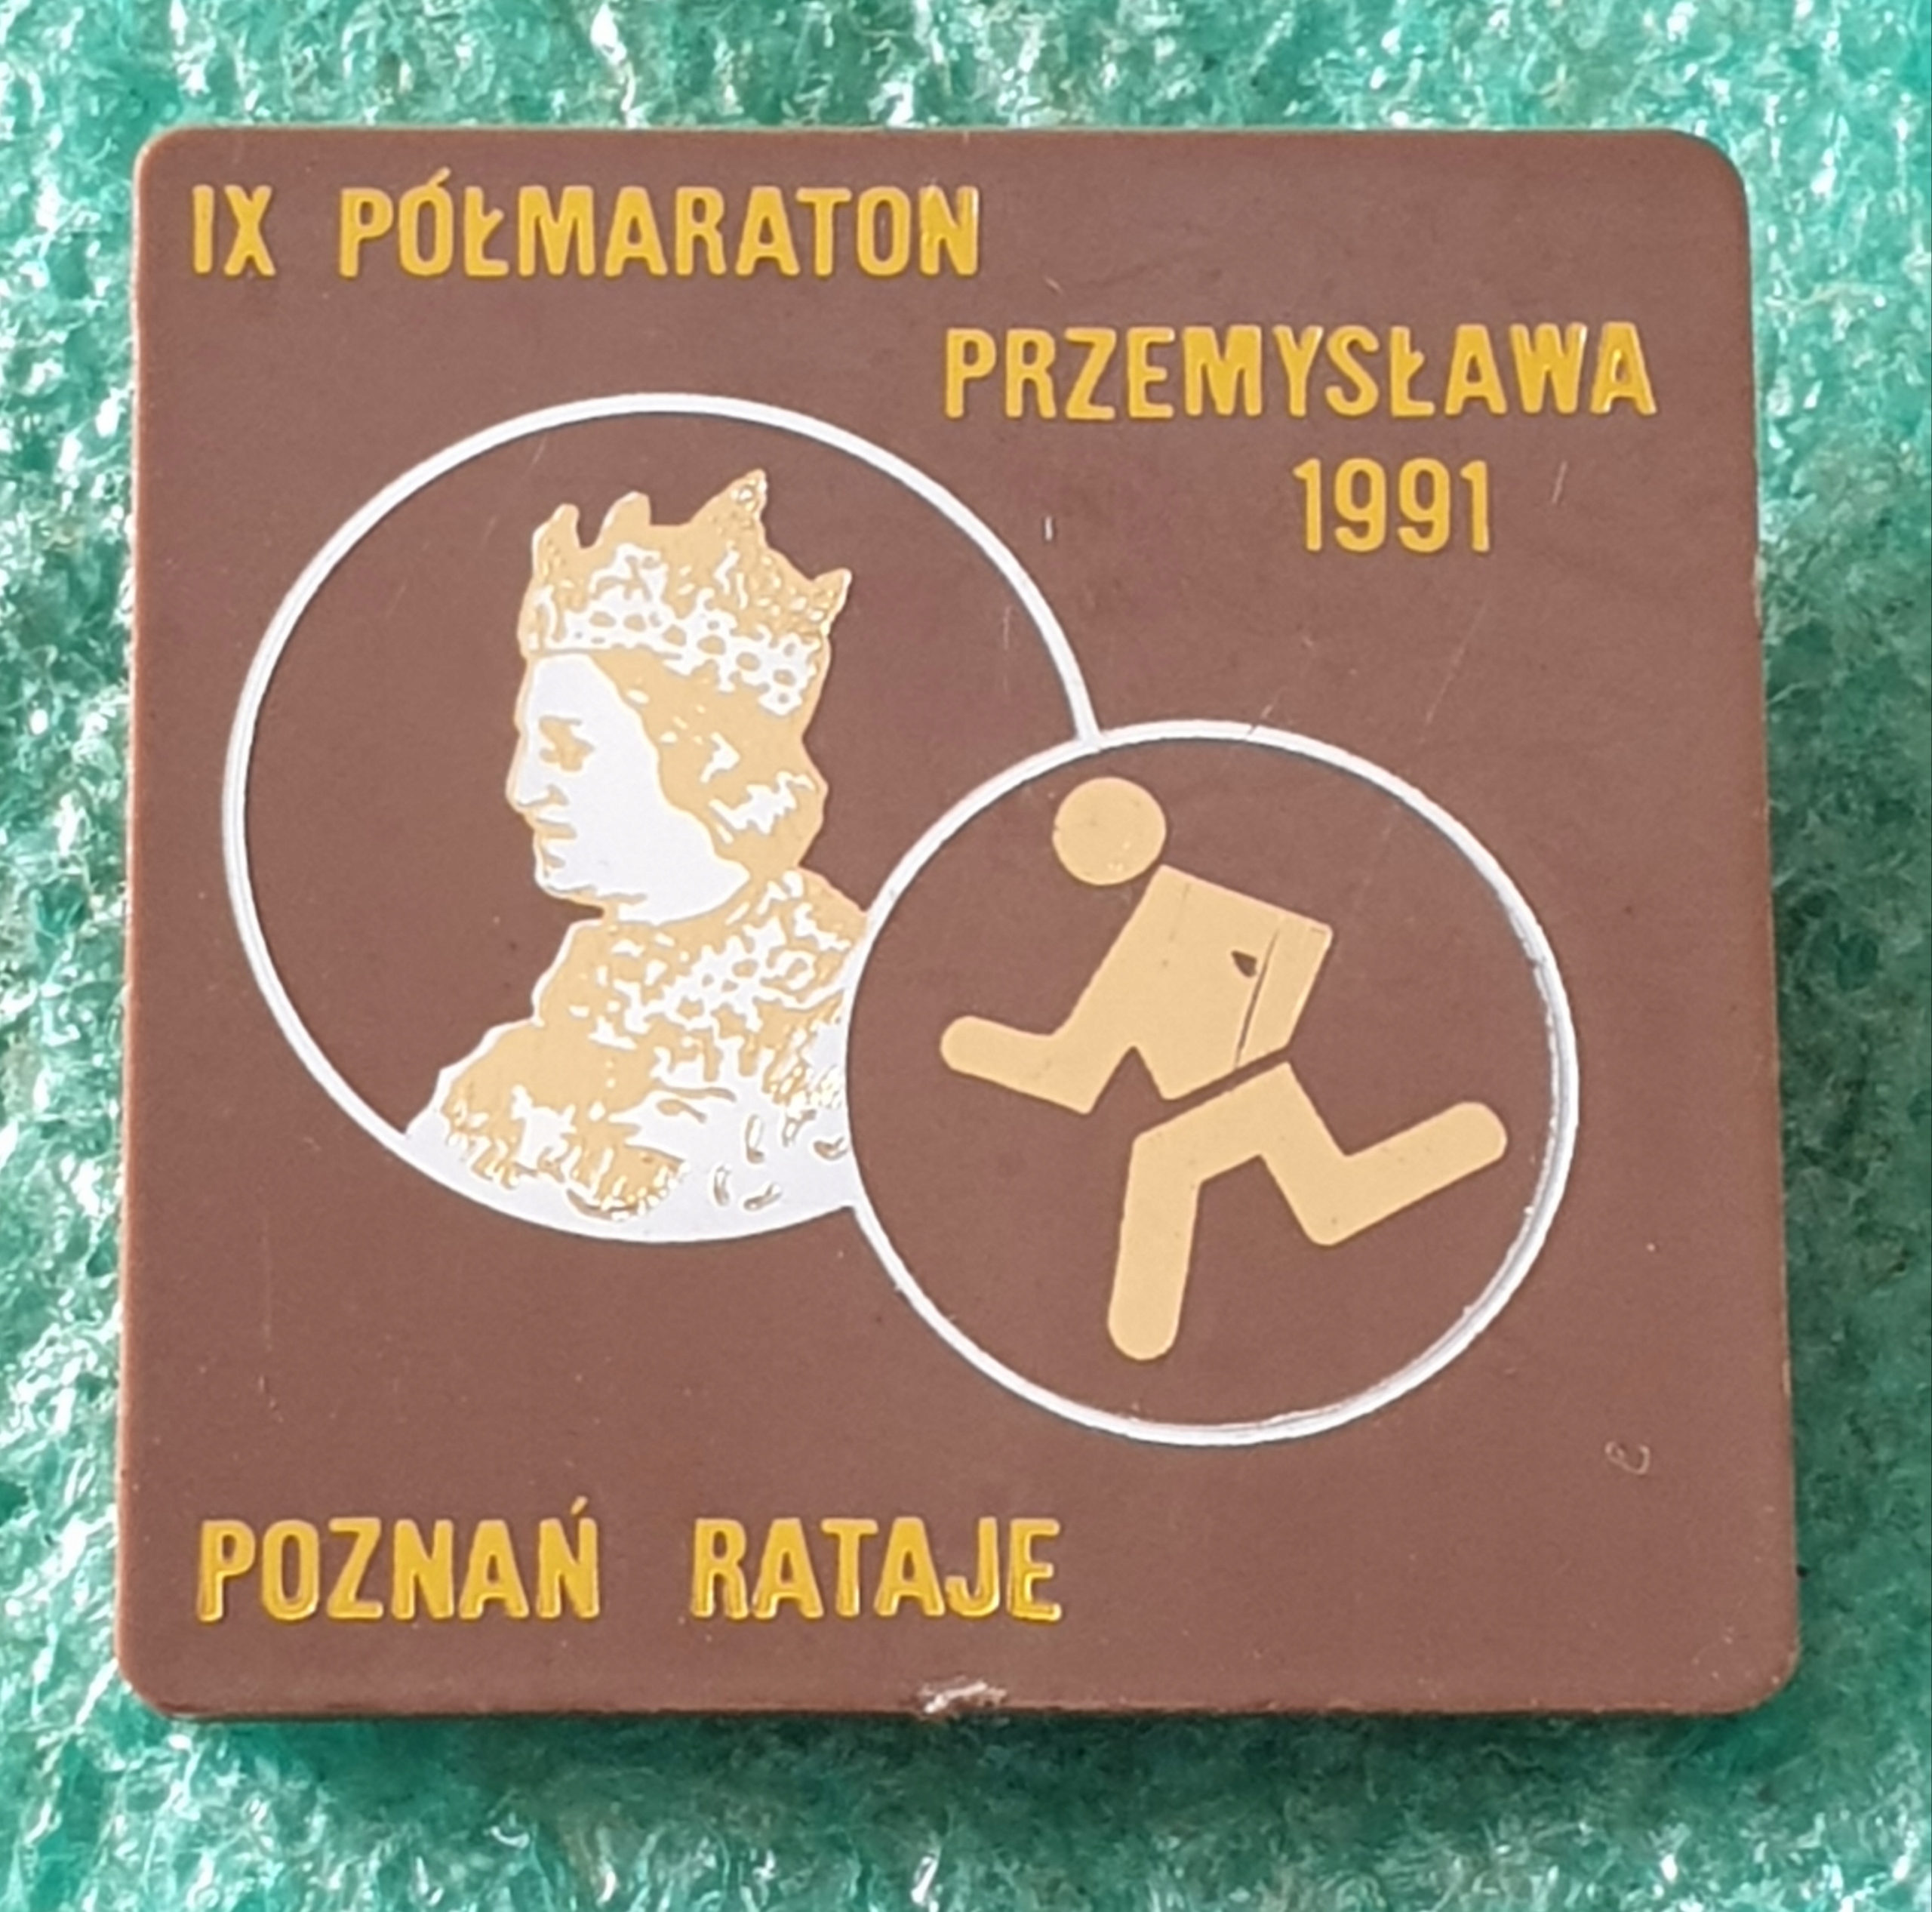 IX PÓŁMARATON
PRZEMYSŁAWA
1991
POZNAŃ RATAJE